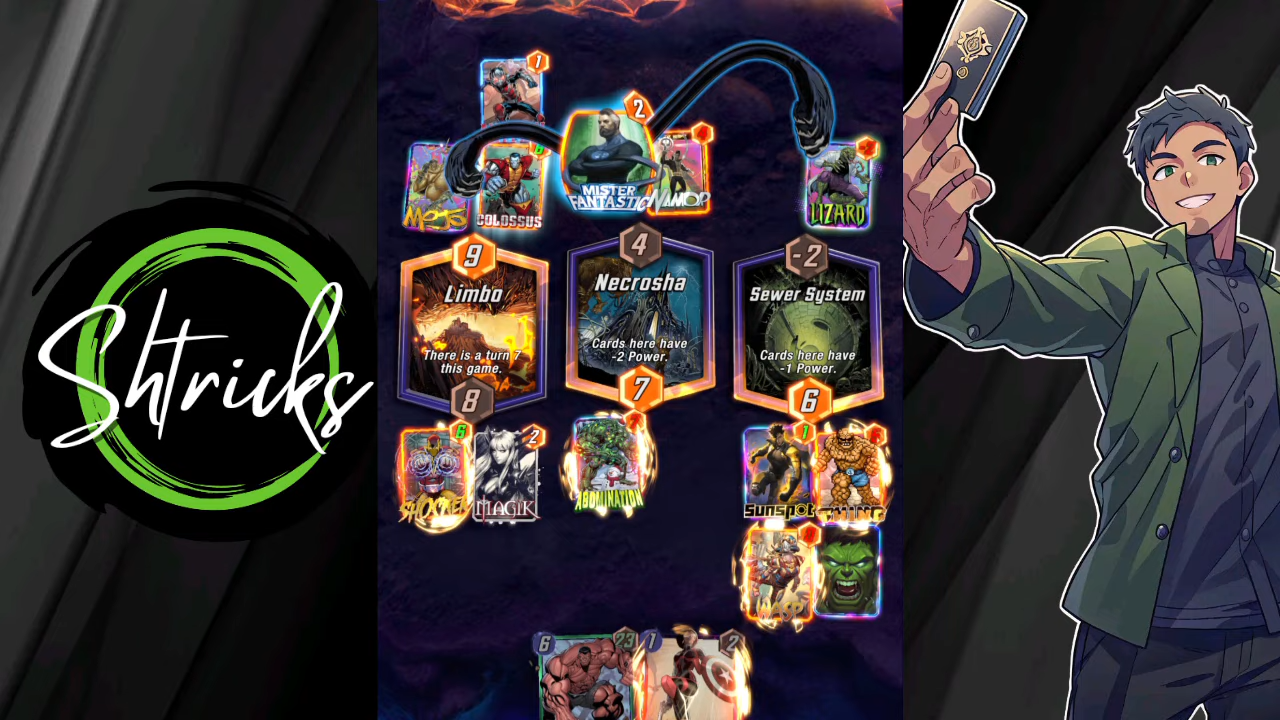 Shtricks
1
2
MOJO
COLOSSUS
MISTER
FANTASTIC
NAMOR
LIZARD
9
4
-2
Limbo
Necrosha
Sewer System
There is a turn 7
this game.
Cards here have
-2 Power.
Cards here have
-1 Power.
8
7
6
6
2
1
SHOCKER
MAGIK
ABOMINATION
SUNSPOT
THING
WASP
6
23
1
2